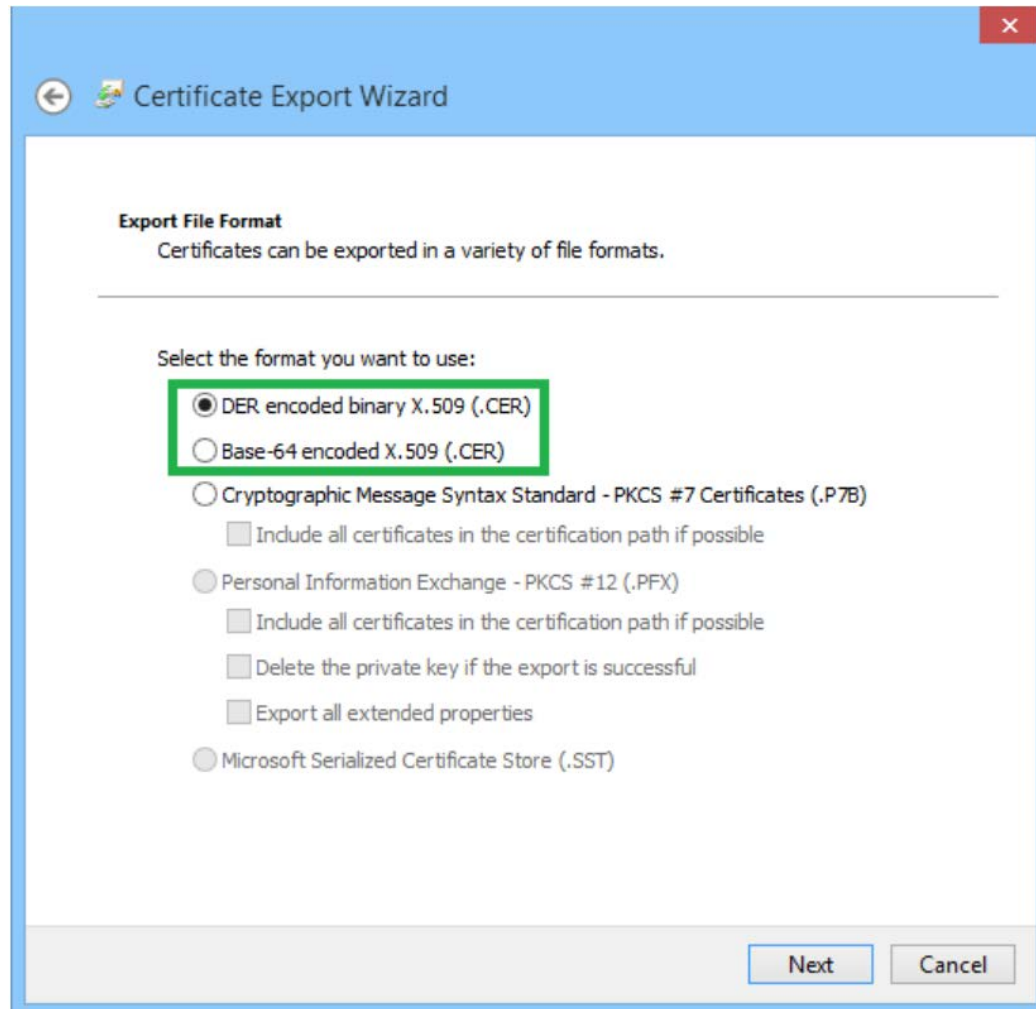 Certificate Export Wizard
Export File Format
Certificates can be exported in a variety of file formats.
Select the format you want to use:
DER encoded binary X.509 (.CER)
Base-64 encoded X.509 (.CER)
Cryptographic Message Syntax Standard - PKCS #7 Certificates (.P7B)
Include all certificates in the certification path if possible
Personal Information Exchange - PKCS #12 (.PFX)
Include all certificates in the certification path if possible
Delete the private key if the export is successful
Export all extended properties
Microsoft Serialized Certificate Store (.SST)
Next Cancel